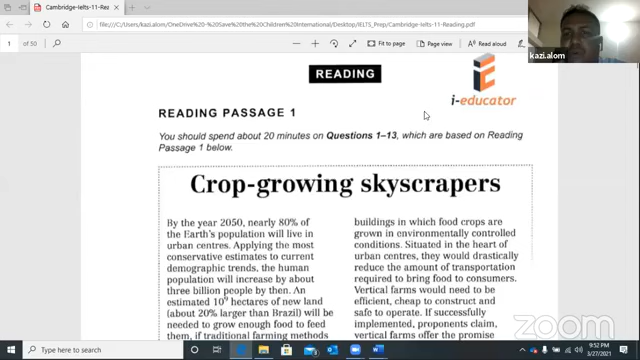 Cambridge-Ielts-11-Reading.pdf
file:///C:/Users/kazi.alom/OneDrive%20-%20Save%20the%20Children%20International/Desktop/IELTS_Prep/Cambridge-Ielts-11-Reading.pdf
1 of 50
Fit to page
Page view
Read aloud
kazi.alom
READING
i-educator
READING PASSAGE 1
You should spend about 20 minutes on Questions 1–13, which are based on Reading
Passage 1 below.
Crop-growing skyscrapers
By the year 2050, nearly 80% of
the Earth's population will live in
urban centres. Applying the most
conservative estimates to current
demographic trends, the human
population will increase by about
three billion people by then. An
estimated 10⁹ hectares of new land
(about 20% larger than Brazil) will be
needed to grow enough food to feed
them, if traditional farming methods
buildings in which food crops are
grown in environmentally controlled
conditions. Situated in the heart of
urban centres, they would drastically
reduce the amount of transportation
required to bring food to consumers.
Vertical farms would need to be
efficient, cheap to construct and
safe to operate. If successfully
implemented, proponents claim,
vertical farms offer the promise
zoom
Type here to search
9:52 PM
3/27/2021